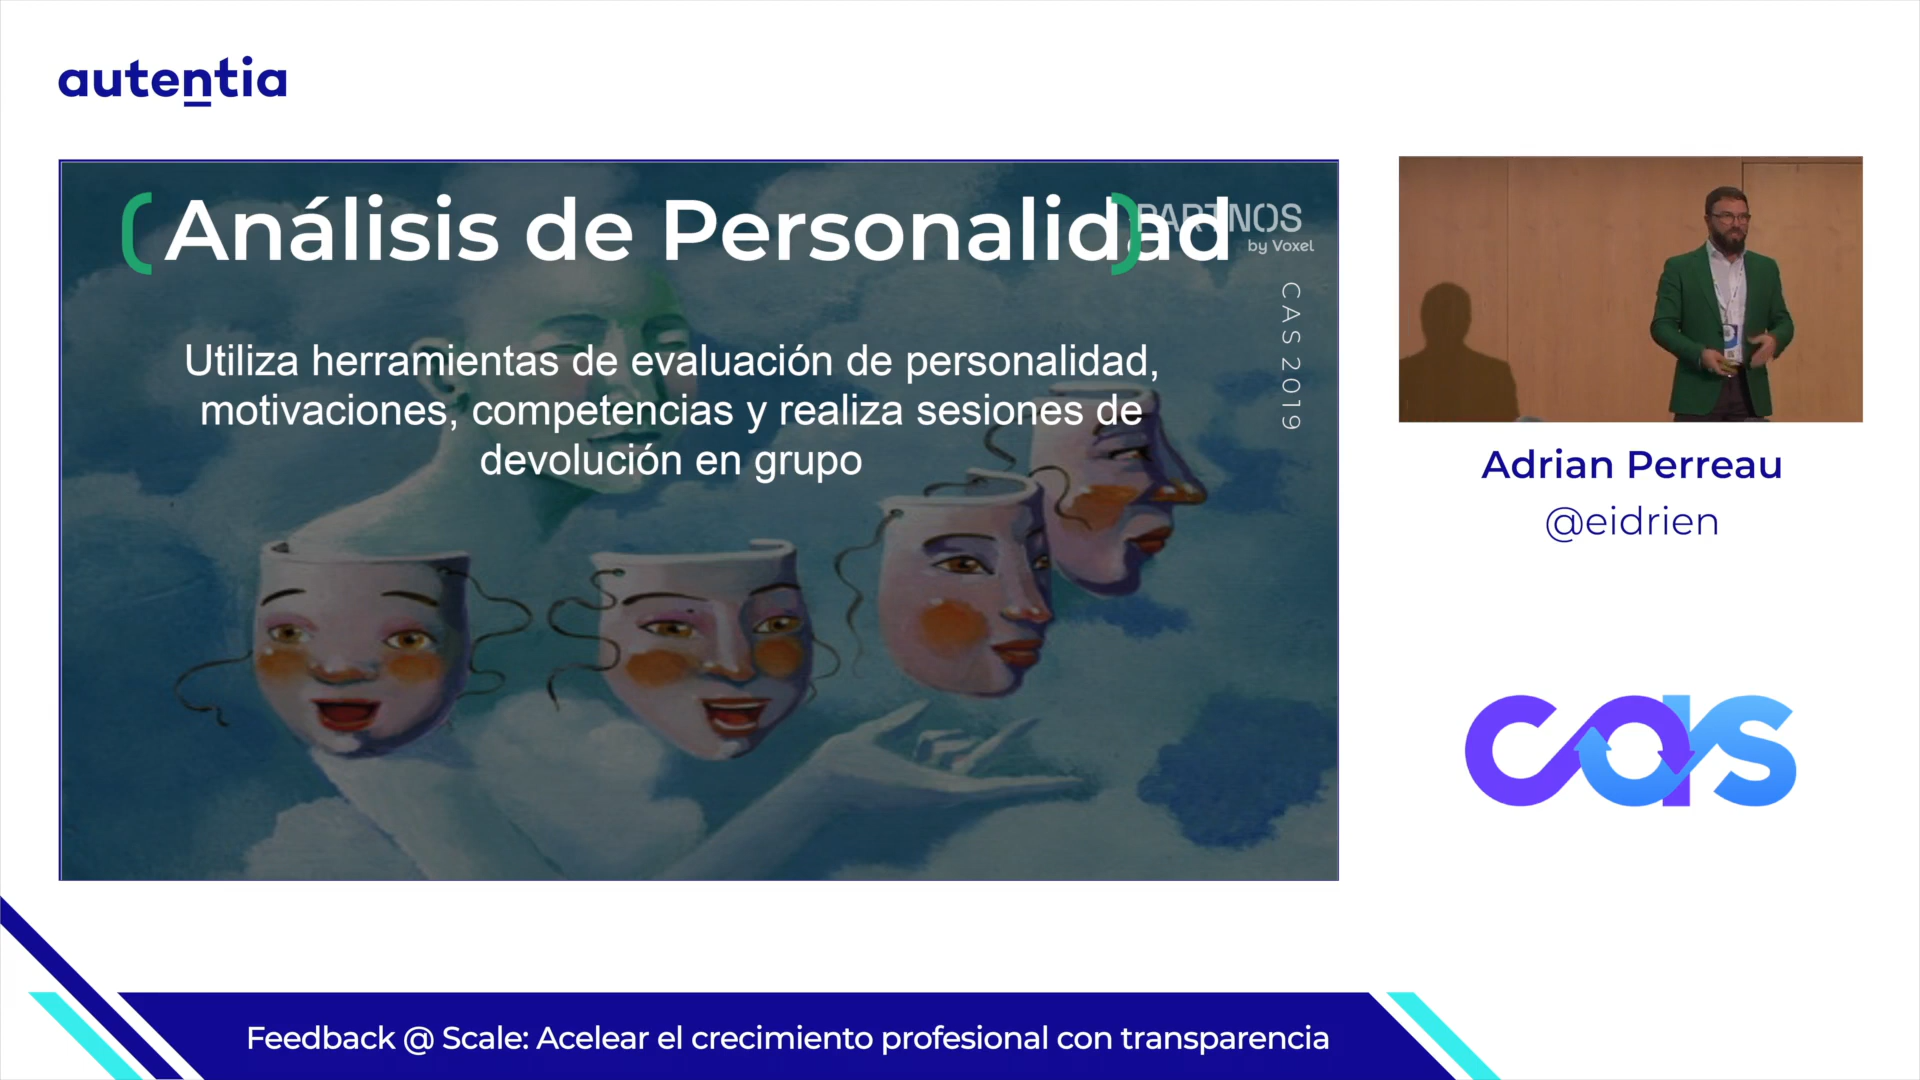 autentia
Análisis de Personalidad
PARTNOS
by Voxel
CAS 2019
Utiliza herramientas de evaluación de personalidad,
motivaciones, competencias y realiza sesiones de
devolución en grupo
Adrian Perreau
@eidrien
cas
Feedback @ Scale: Acelear el crecimiento profesional con transparencia